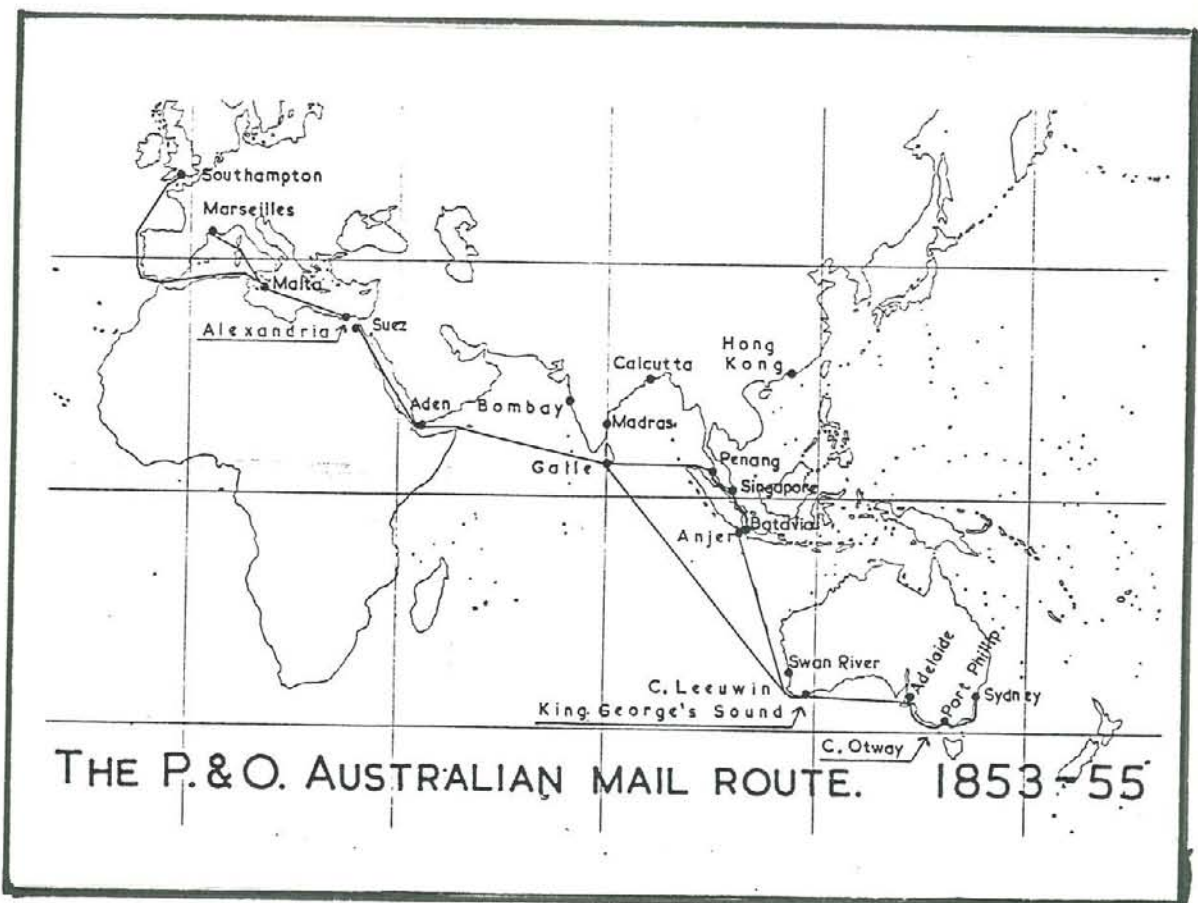 Southampton
Marseilles
Malta
Alexandria
Suez
Aden
Bombay
Calcutta
Hong
Kong
Madras
Galle
Penang
Singapore
Batavia
Anjer
Swan River
C. Leeuwin
King George's Sound
Adelaide
Port Phillip.
Sydney
C. Otway
THE P. & O. AUSTRALIAN MAIL ROUTE. 1853-55